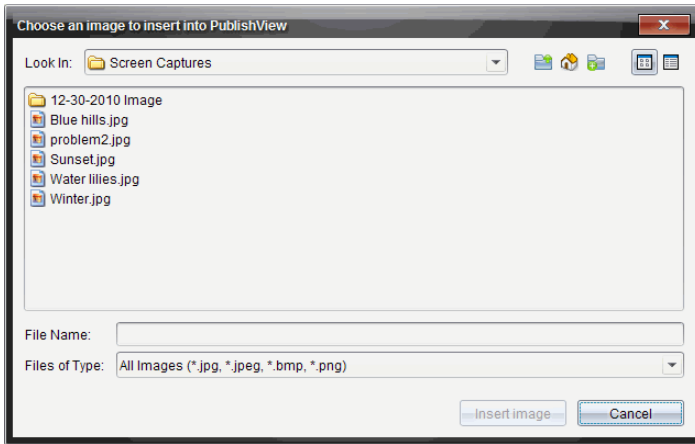 Choose an image to insert into PublishView
Look In: Screen Captures
12-30-2010 Image
Blue hills.jpg
problem2.jpg
Sunset.jpg
Water lilies.jpg
Winter.jpg
File Name:
Files of Type: All Images (*.jpg, *.jpeg, *.bmp, *.png)
Insert image Cancel